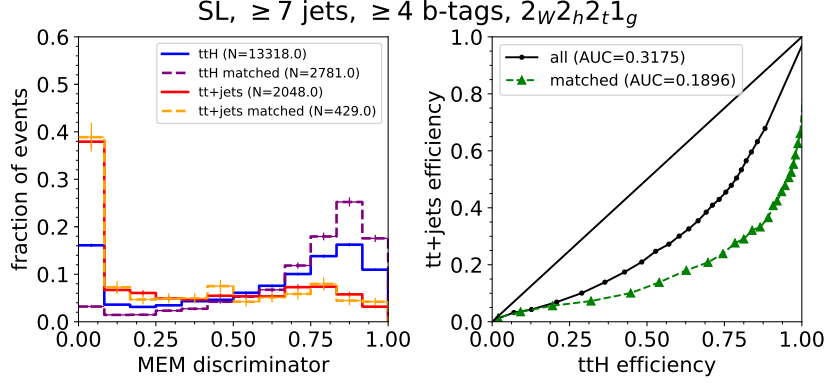 SL, ≥7 jets, ≥4 b-tags, 2_W2_h2_t1_g
0.6
0.5
0.4
0.3
0.2
0.1
0.0
fraction of events
ttH (N=13318.0)
ttH matched (N=2781.0)
tt+jets (N=2048.0)
tt+jets matched (N=429.0)
0.00 0.25 0.50 0.75 1.00
MEM discriminator
1.0
0.8
0.6
0.4
0.2
0.0
tt+jets efficiency
all (AUC=0.3175)
matched (AUC=0.1896)
0.00 0.25 0.50 0.75 1.00
ttH efficiency